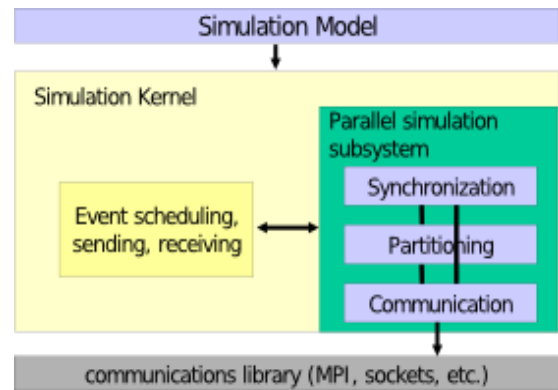 Simulation Model
Simulation Kernel
Parallel simulation
subsystem
Event scheduling,
sending, receiving
Synchronization
Partitioning
Communication
communications library (MPI, sockets, etc.)